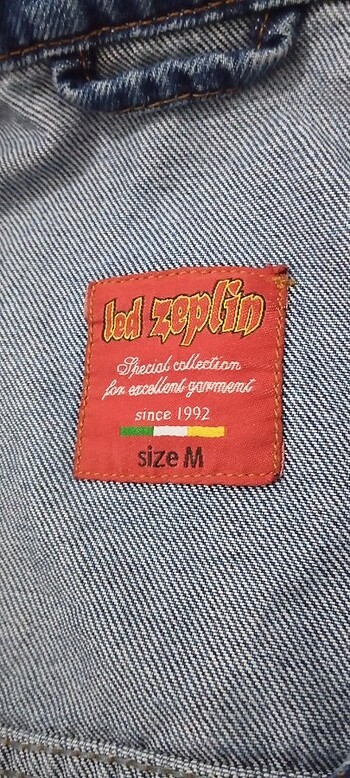 led zeplin
Special collection
for excellent garment
since 1992
size M